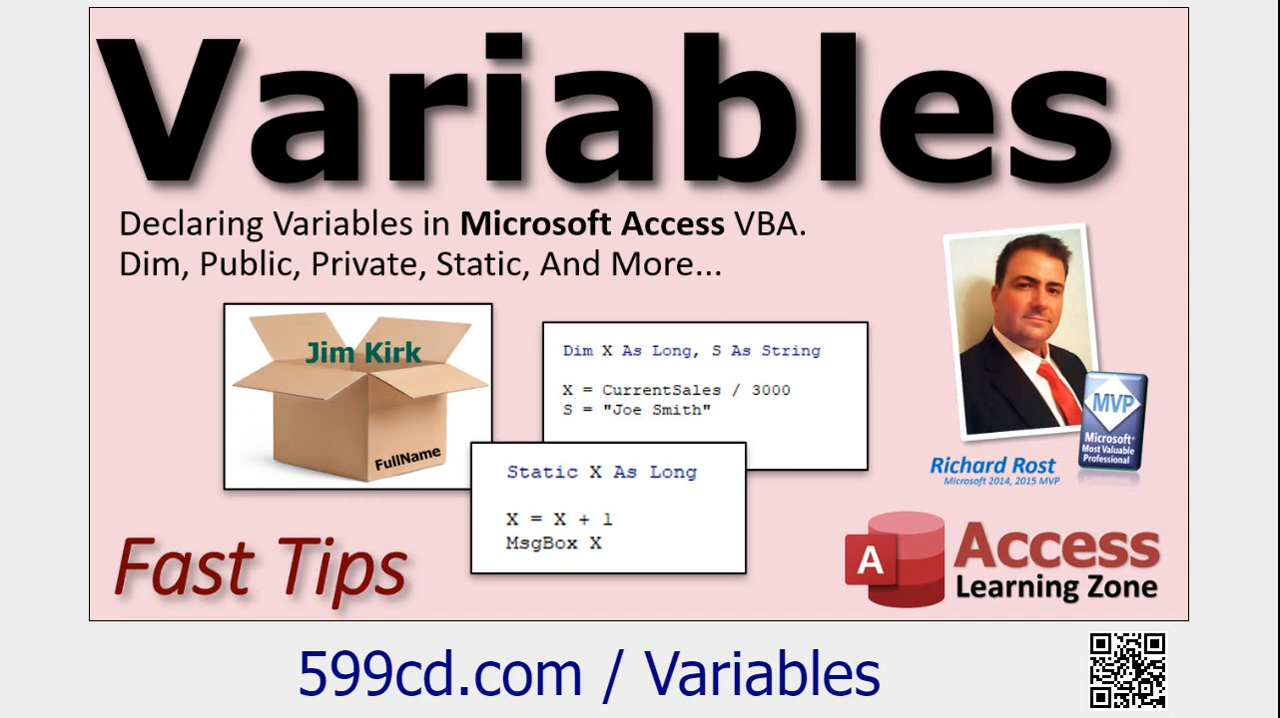 Variables
Declaring Variables in Microsoft Access VBA.
Dim, Public, Private, Static, And More...
Jim Kirk
FullName
Dim X As Long, S As String
X = CurrentSales / 3000
S = "Joe Smith"
Static X As Long
X = X + 1
MsgBox X
MVP
Microsoft®
Most Valuable
Professional
Richard Rost
Microsoft 2014, 2015 MVP
Fast Tips
A
Access
Learning Zone
599cd.com / Variables